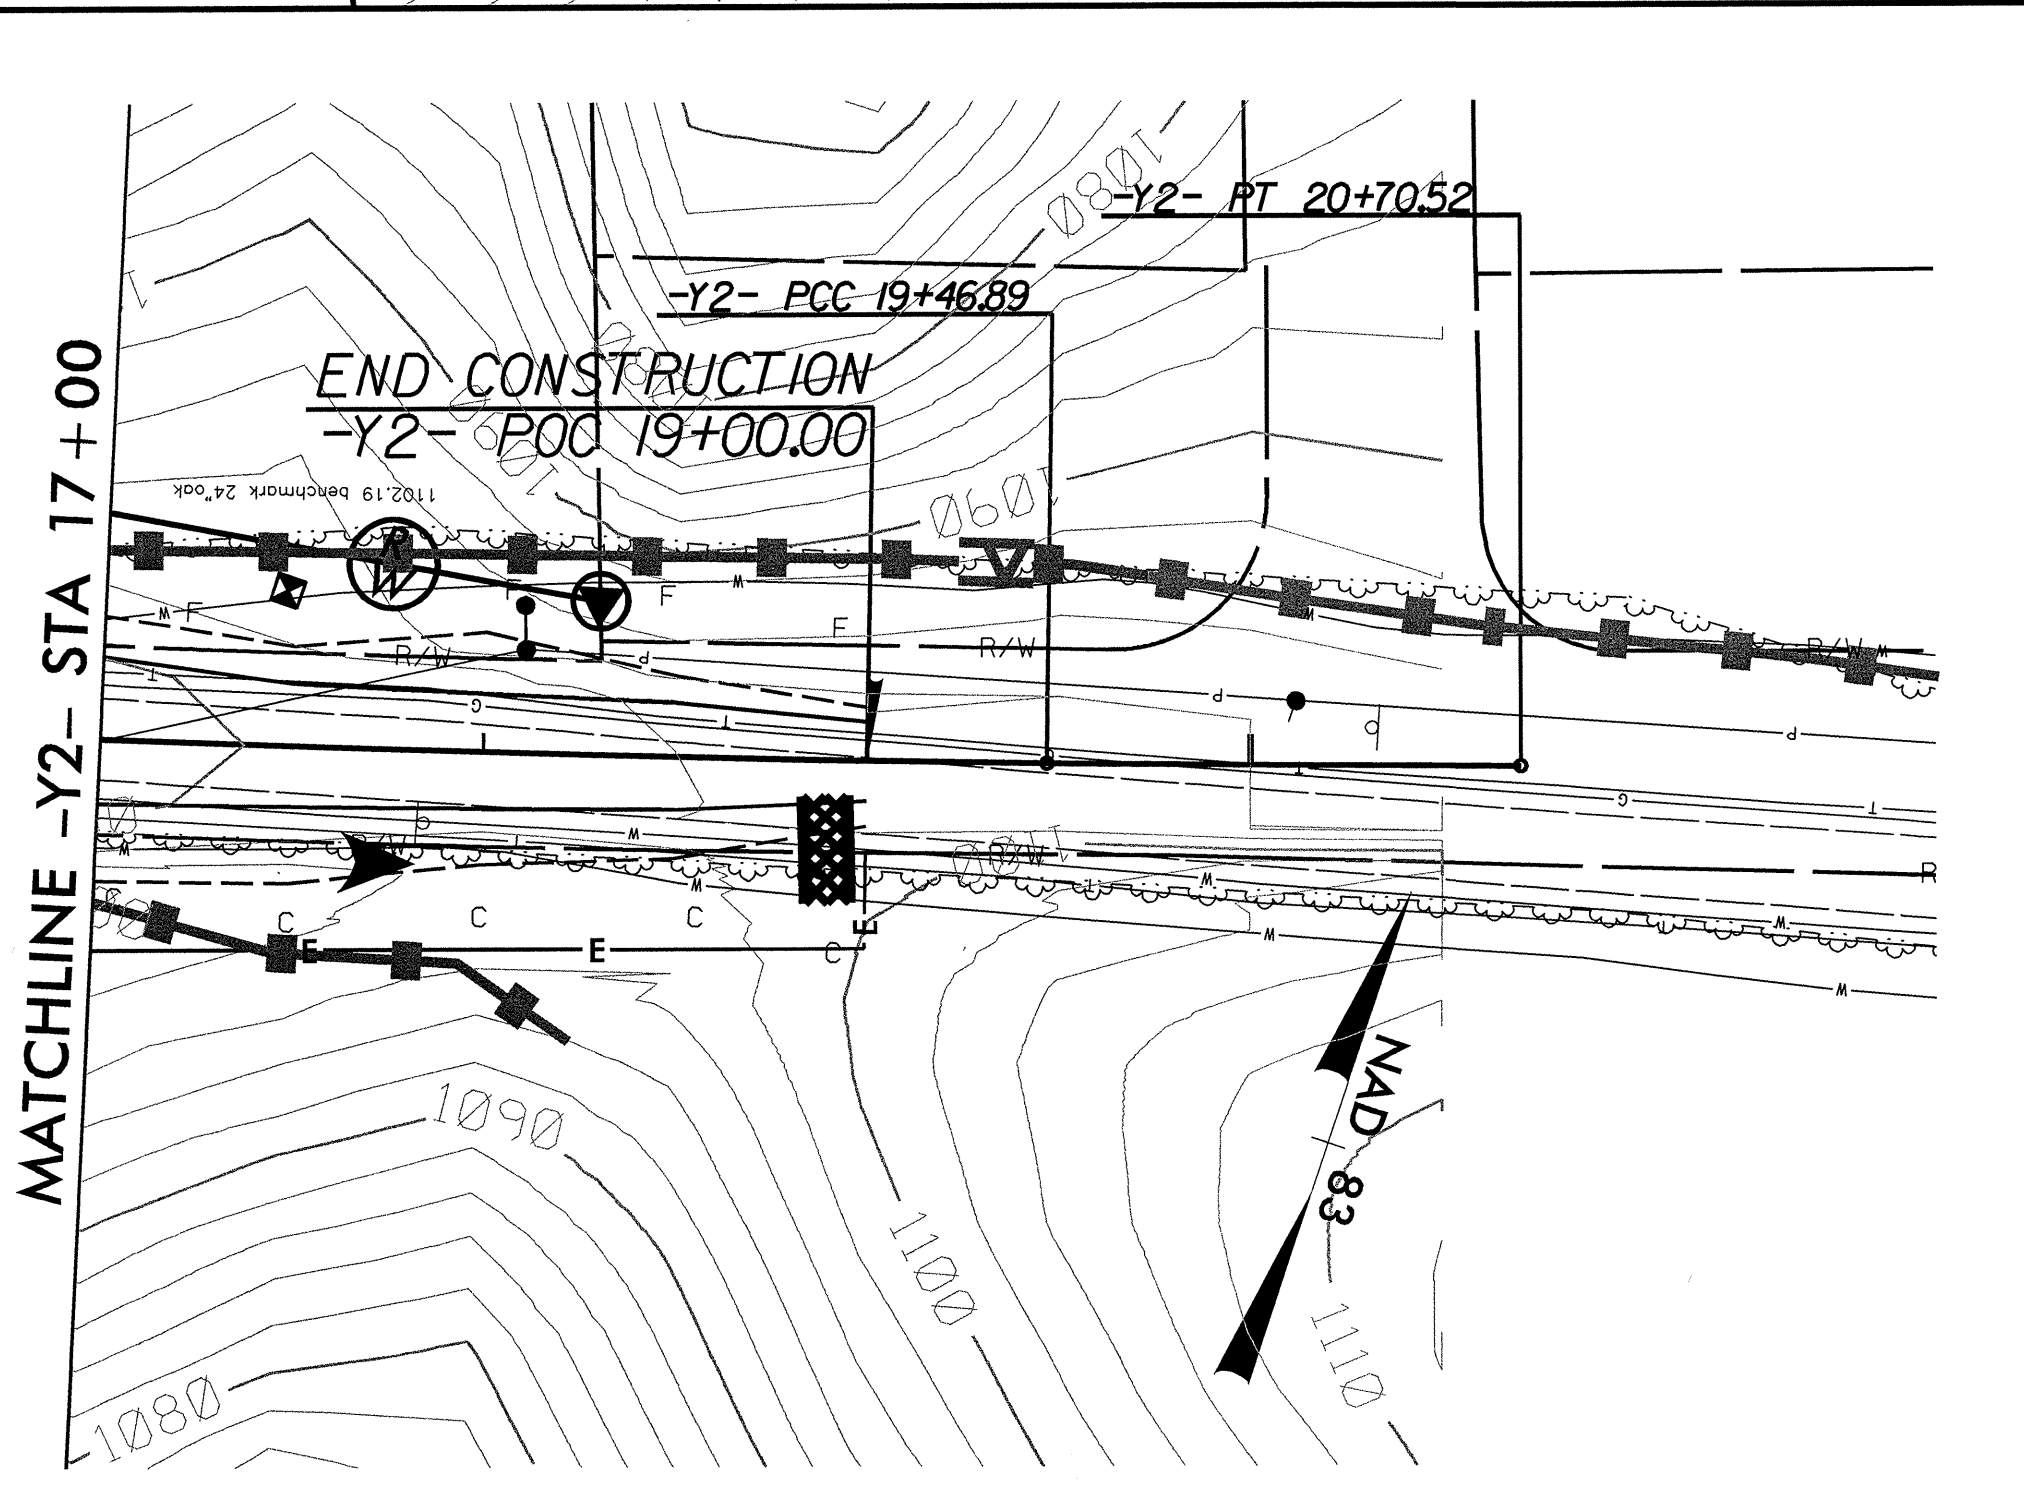 -Y2- PT 20+70.52
1080
-Y2- PCC 19+46.89
END CONSTRUCTION
-Y2- POC 19+00.00
1102.19 benchmark 24"oak
1090
R
W
W
F
F
F
W
R/W
R/W
R/W
W
P
P
P
T
G
T
T
G
T
W
W
R/W
T
W
W
W
W
W
1100
C
C
C
C
E
E
E
MATCHLINE -Y2- STA 17+00
NAD 83
1090
1100
1110
1080